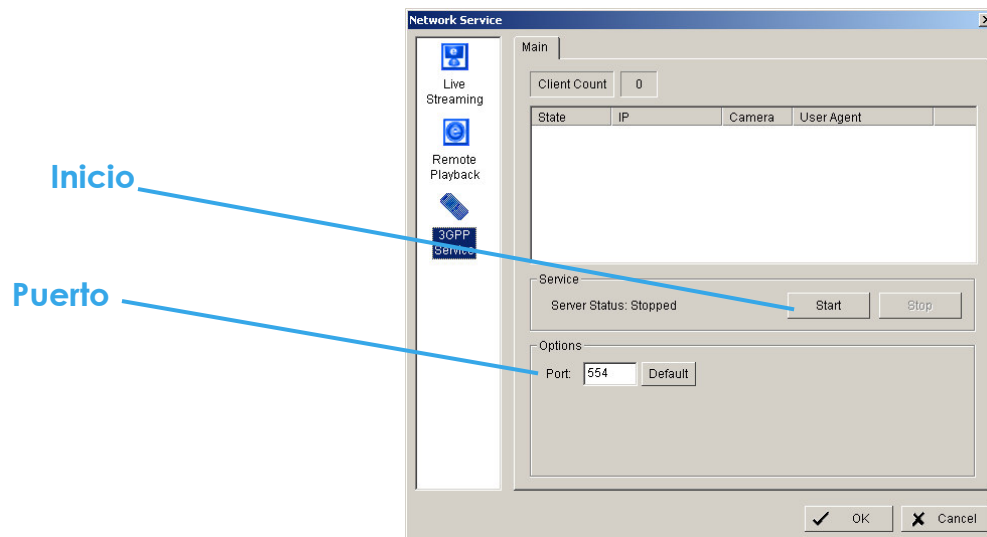 Network Service
Live
Streaming
Remote
Playback
3GPP
Service
Main
Client Count 0
State IP Camera User Agent
Inicio
Service
Server Status: Stopped Start Stop
Puerto
Options
Port: 554 Default
OK Cancel